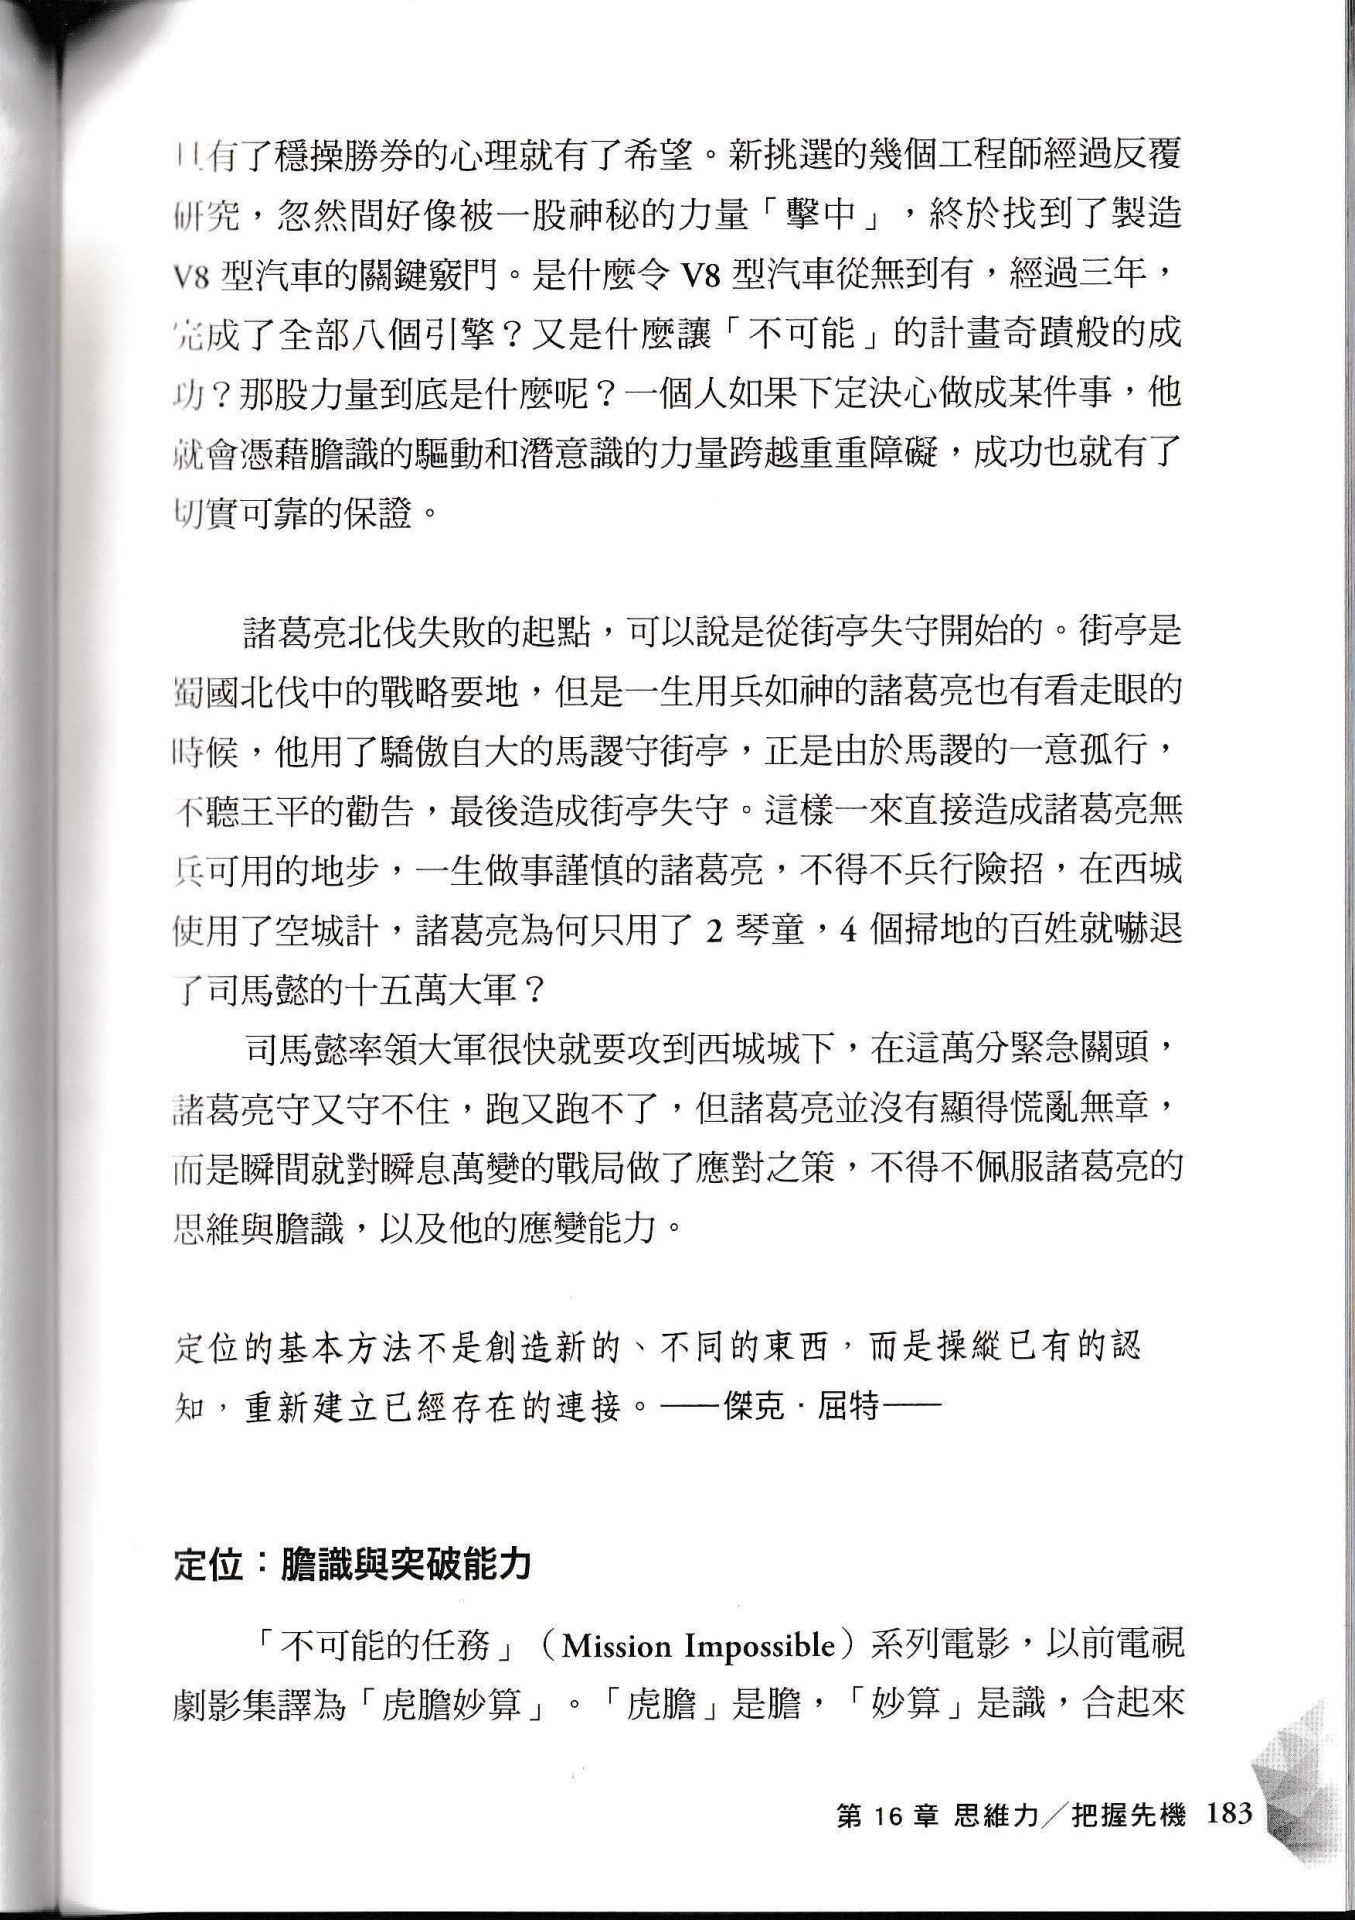 有了穩操勝券的心理就有了希望。新挑選的幾個工程師經過反覆
研究，忽然間好像被一股神秘的力量「擊中」，終於找到了製造
V8 型汽車的關鍵竅門。是什麼令 V8 型汽車從無到有，經過三年，
完成了全部八個引擎？又是什麼讓「不可能」的計畫奇蹟般的成
功？那股力量到底是什麼呢？一個人如果下定決心做成某件事，他
就會憑藉膽識的驅動和潛意識的力量跨越重重障礙，成功也就有了
切實可靠的保證。
諸葛亮北伐失敗的起點，可以說是從街亭失守開始的。街亭是
蜀國北伐中的戰略要地，但是一生用兵如神的諸葛亮也有看走眼的
時候，他用了驕傲自大的馬謖守街亭，正是由於馬謖的一意孤行，
不聽王平的勸告，最後造成街亭失守。這樣一來直接造成諸葛亮無
兵可用的地步，一生做事謹慎的諸葛亮，不得不兵行險招，在西城
使用了空城計，諸葛亮為何只用了 2 琴童，4 個掃地的百姓就嚇退
了司馬懿的十五萬大軍？
司馬懿率領大軍很快就要攻到西城城下，在這萬分緊急關頭，
諸葛亮守又守不住，跑又跑不了，但諸葛亮並沒有顯得慌亂無章，
而是瞬間就對瞬息萬變的戰局做了應對之策，不得不佩服諸葛亮的
思維與膽識，以及他的應變能力。
定位的基本方法不是創造新的、不同的東西，而是操縱已有的認
知，重新建立已經存在的連接。——傑克·屈特——
定位：膽識與突破能力
「不可能的任務」（Mission Impossible）系列電影，以前電視
劇影集譯為「虎膽妙算」。「虎膽」是膽，「妙算」是識，合起來
第 16 章 思維力／把握先機 183